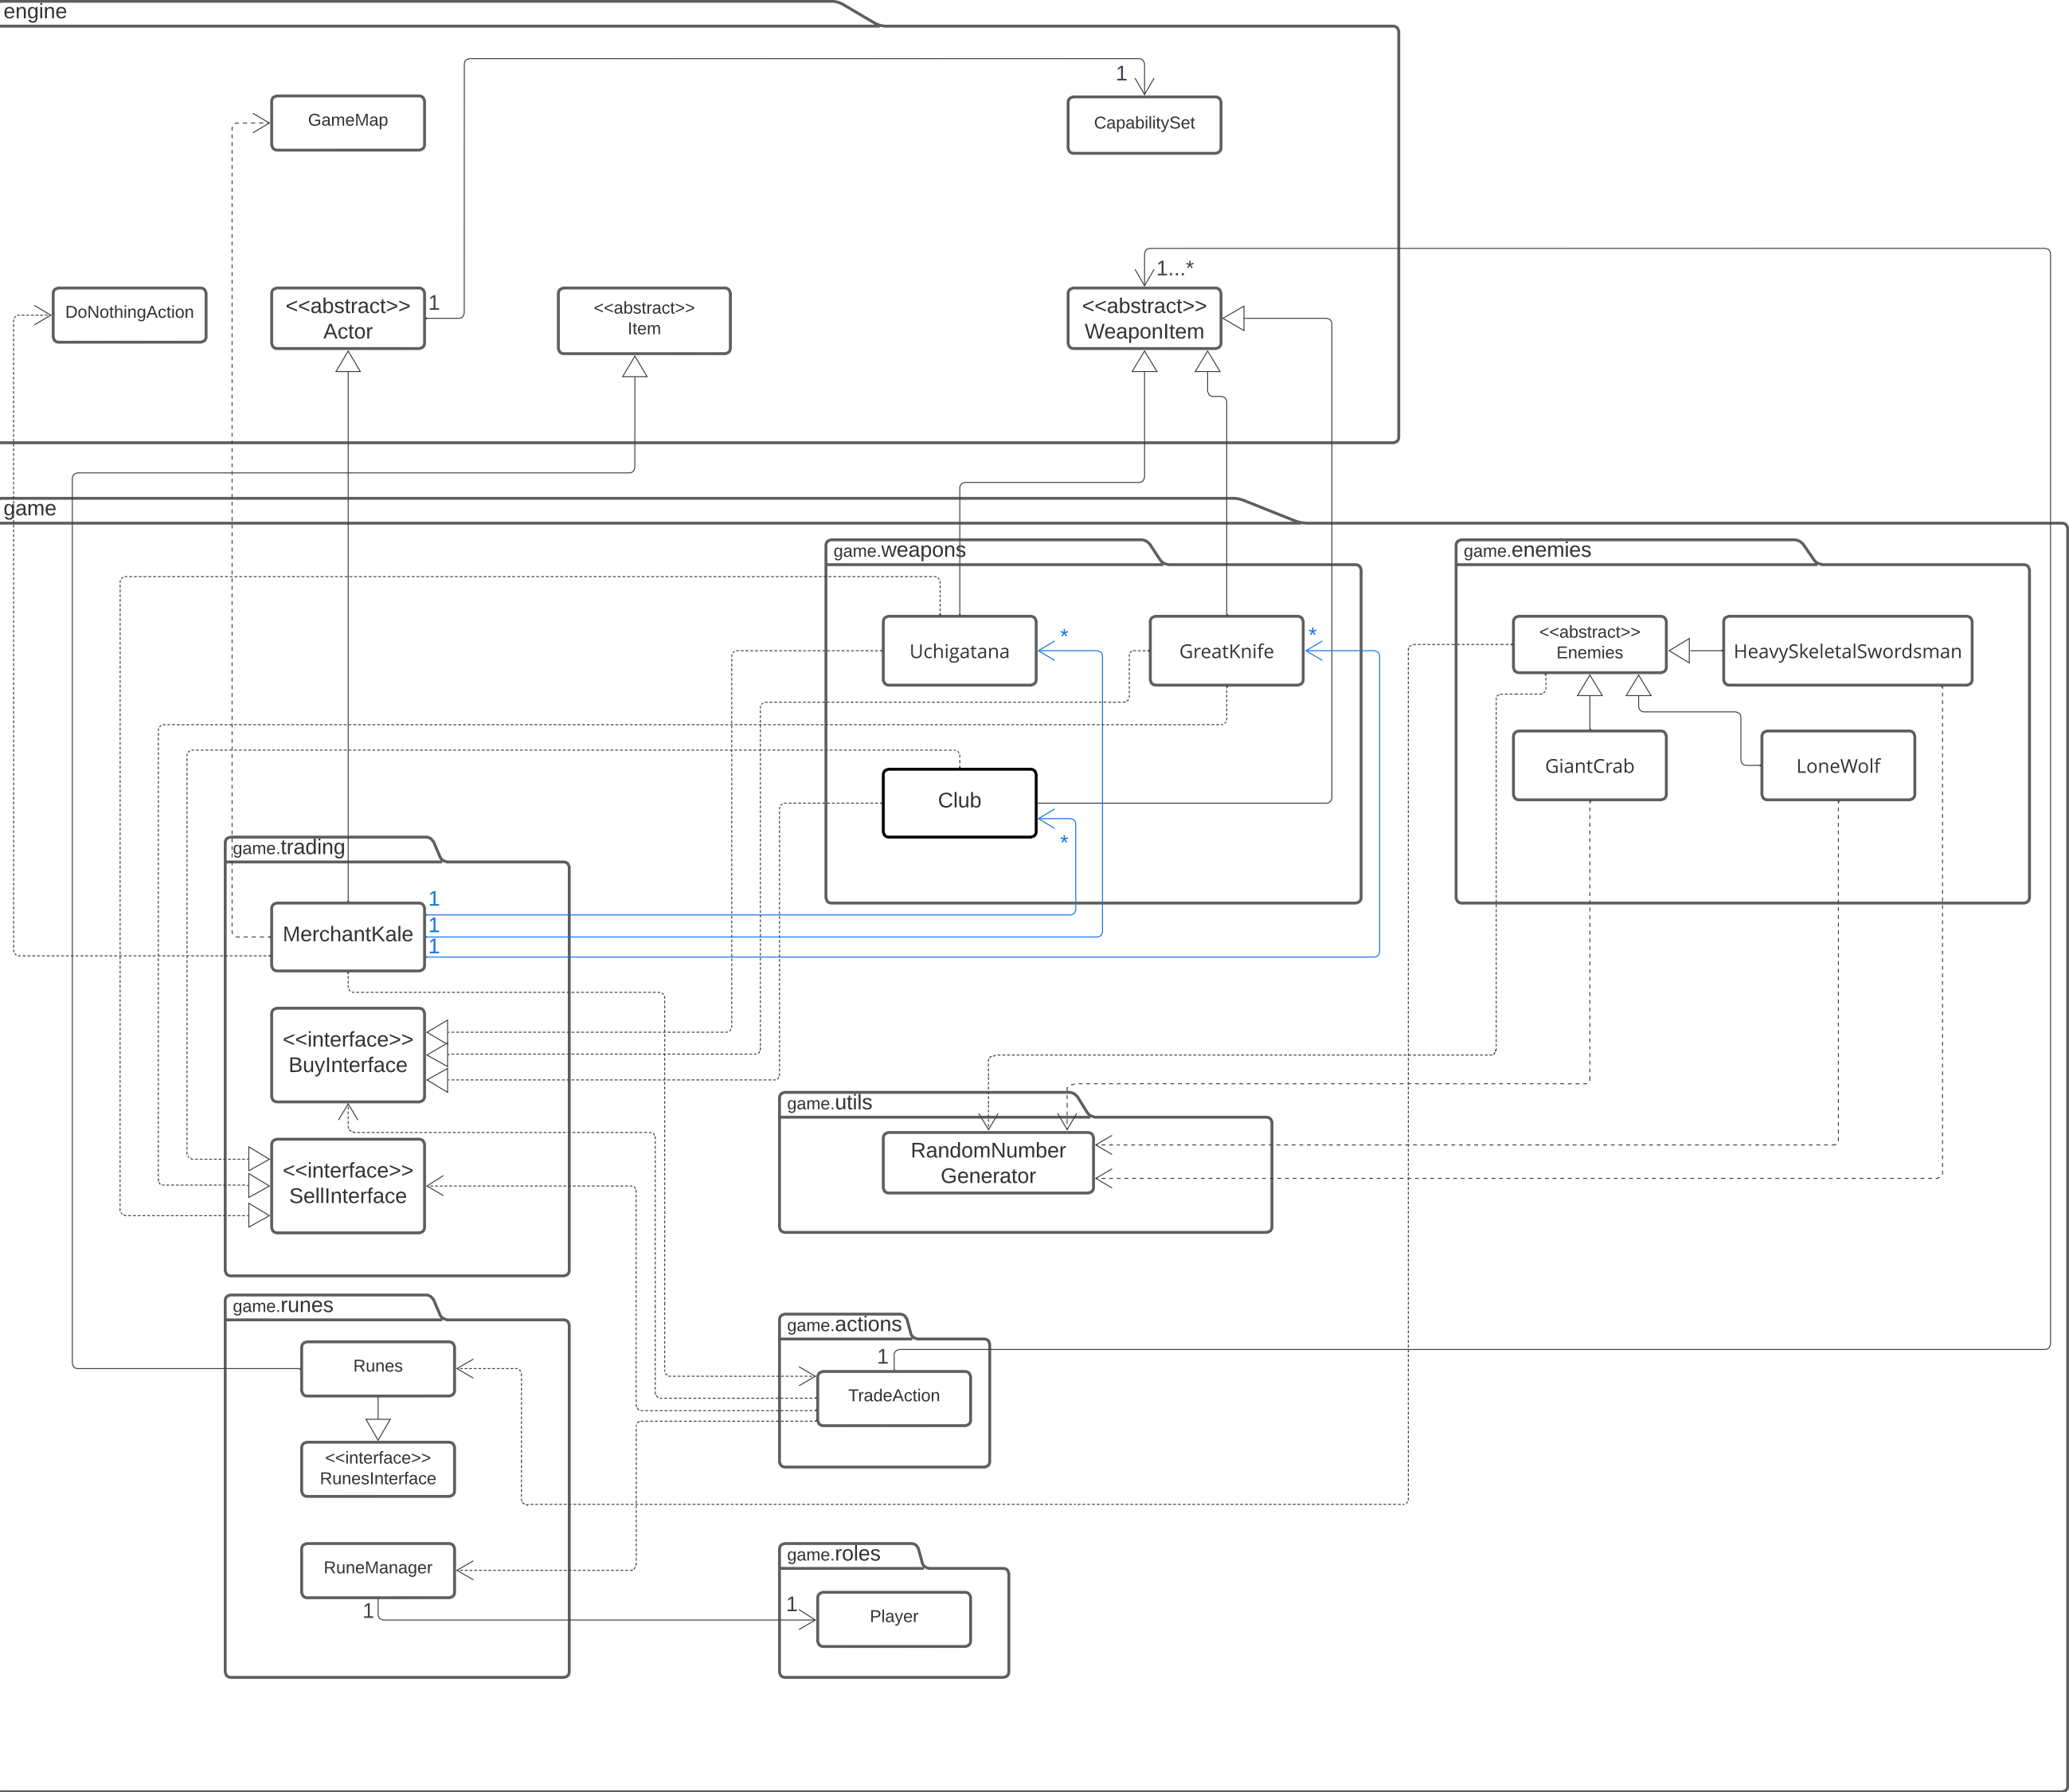 engine
1
GameMap
CapabilitySet
1...*
DoNothingAction
<<abstract>>
Actor
1
<<abstract>>
Item
<<abstract>>
WeaponItem
game
game.weapons
game.enemies
Uchigatana
*
GreatKnife
*
<<abstract>>
Enemies
HeavySkeletalSwordsman
GiantCrab
LoneWolf
Club
*
game.trading
MerchantKale
1
1
1
<<interface>>
BuyInterface
<<interface>>
SellInterface
game.utils
RandomNumber
Generator
game.runes
Runes
<<interface>>
RunesInterface
RuneManager
1
game.actions
1
TradeAction
game.roles
1
Player